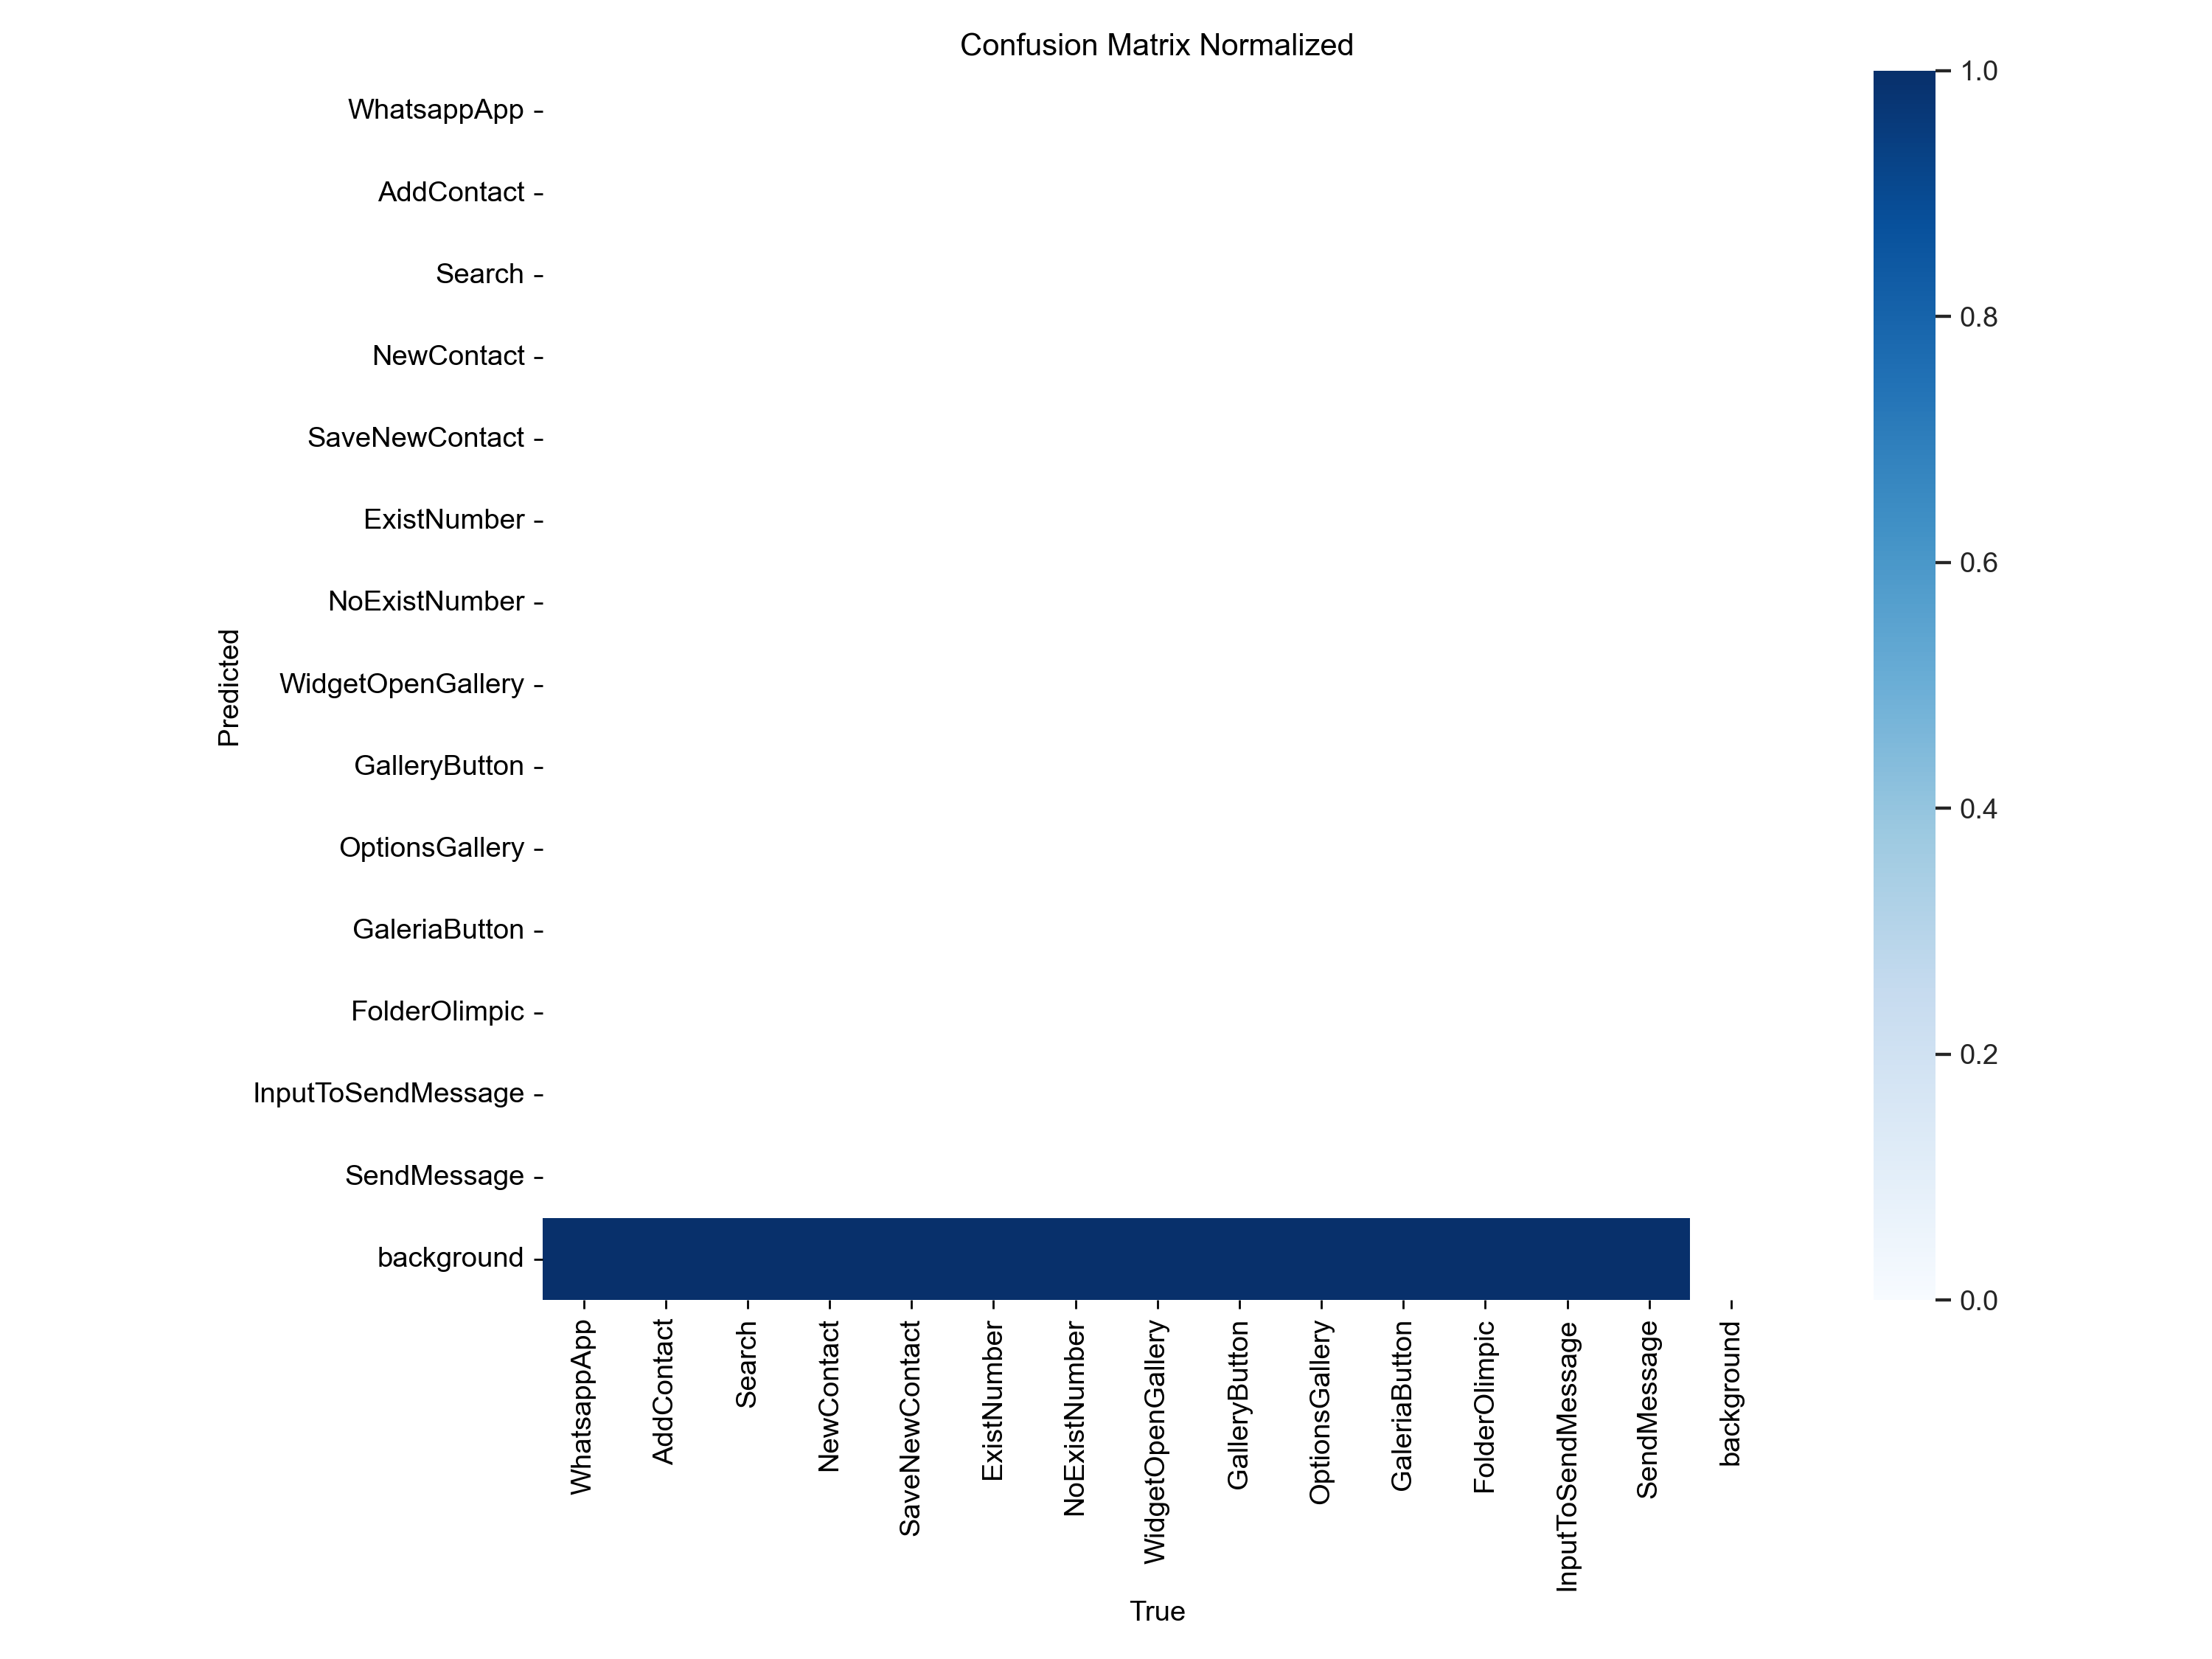 Confusion Matrix Normalized
WhatsappApp
AddContact
Search
NewContact
SaveNewContact
ExistNumber
NoExistNumber
WidgetOpenGallery
GalleryButton
OptionsGallery
GaleriaButton
FolderOlimpic
InputToSendMessage
SendMessage
background
Predicted
WhatsappApp
AddContact
Search
NewContact
SaveNewContact
ExistNumber
NoExistNumber
WidgetOpenGallery
GalleryButton
OptionsGallery
GaleriaButton
FolderOlimpic
InputToSendMessage
SendMessage
background
True
1.0
0.8
0.6
0.4
0.2
0.0